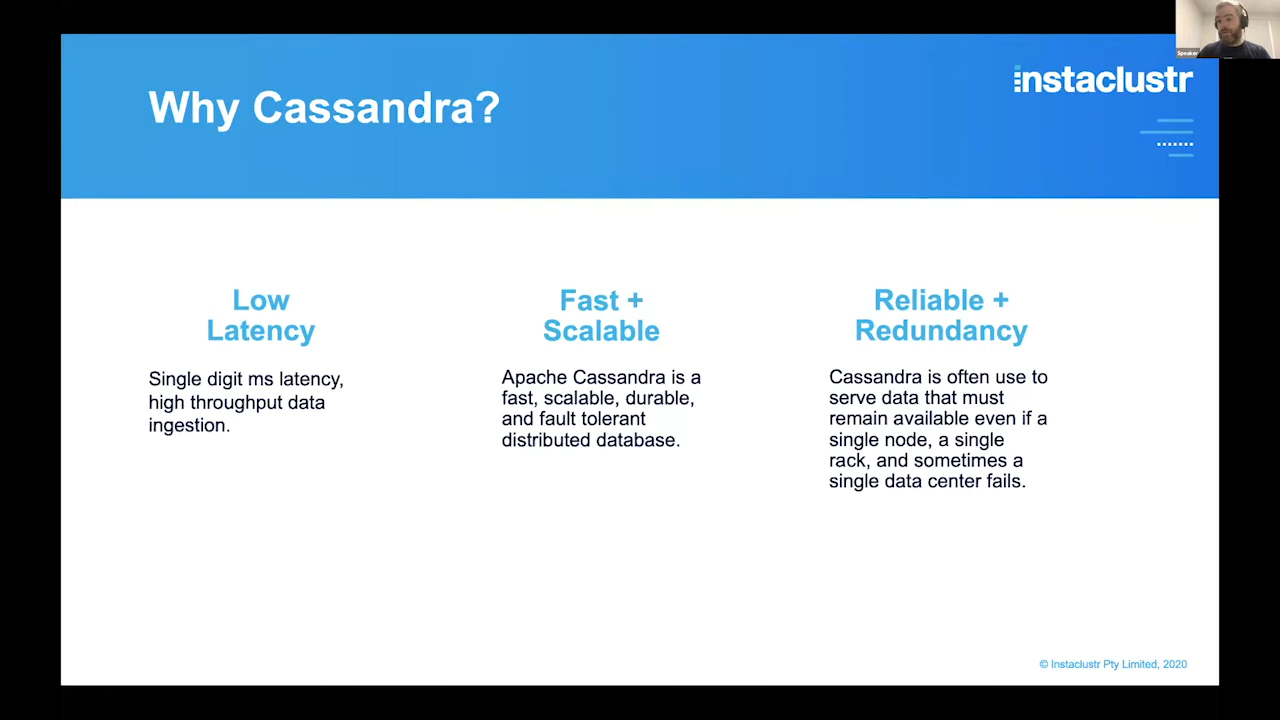 Speaker
instaclustr
Why Cassandra?
Low
Latency
Single digit ms latency,
high throughput data
ingestion.
Fast +
Scalable
Apache Cassandra is a
fast, scalable, durable,
and fault tolerant
distributed database.
Reliable +
Redundancy
Cassandra is often use to
serve data that must
remain available even if a
single node, a single
rack, and sometimes a
single data center fails.
© Instaclustr Pty Limited, 2020